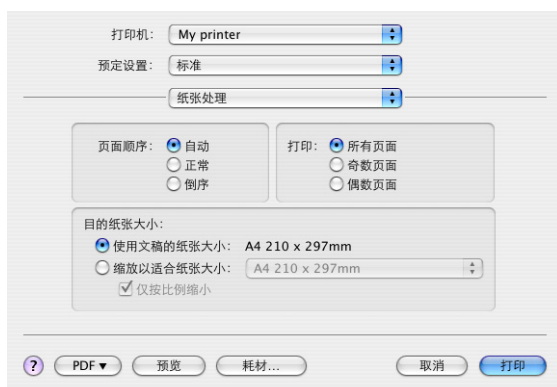 打印机： My printer
预定设置： 标准
纸张处理
页面顺序： 自动
正常
倒序
打印： 所有页面
奇数页面
偶数页面
目的纸张大小：
使用文稿的纸张大小： A4 210 x 297mm
缩放以适合纸张大小： A4 210 x 297mm
仅按比例缩小
? PDF▼ 预览 耗材... 取消 打印